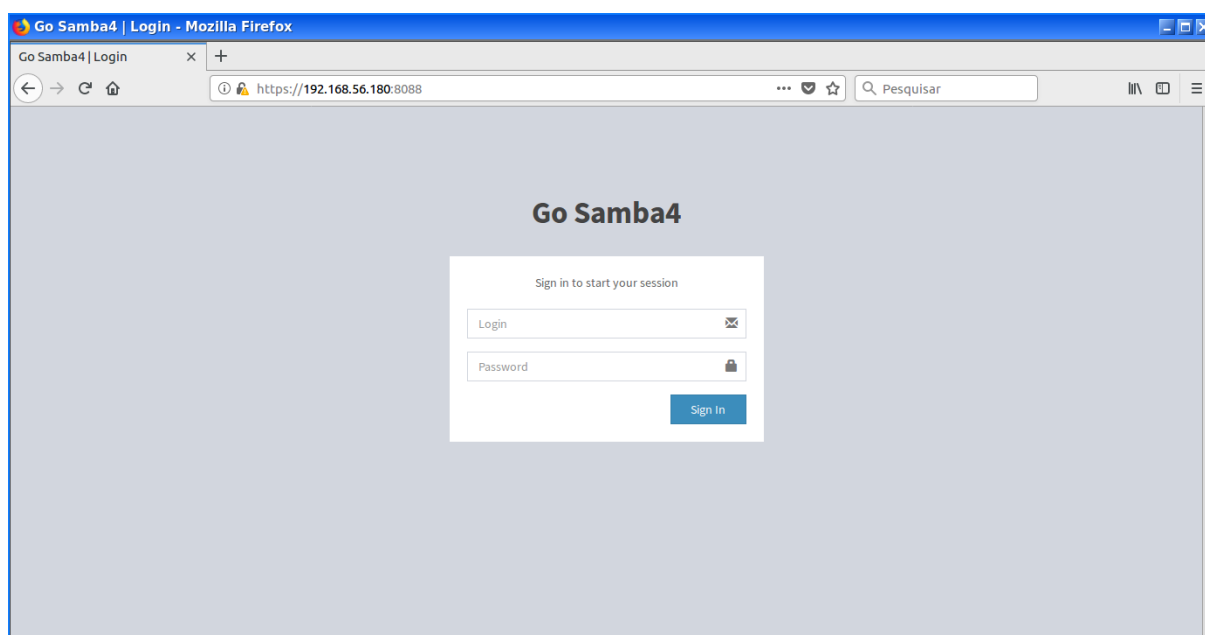 Go Samba4 | Login - Mozilla Firefox
Go Samba4 | Login
https://192.168.56.180:8088
Pesquisar
Go Samba4
Sign in to start your session
Login
Password
Sign In